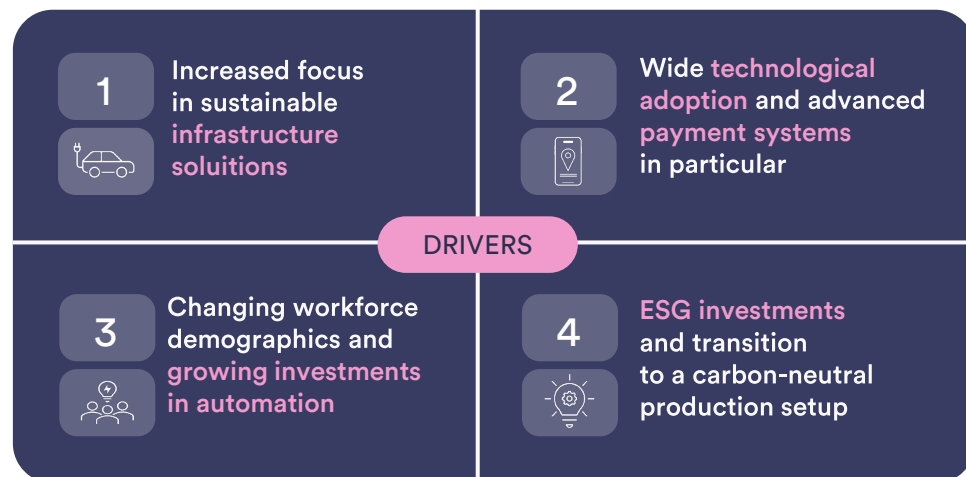 1
Increased focus
in sustainable
infrastructure
soluitions
2
Wide technological
adoption and advanced
payment systems
in particular
DRIVERS
3
Changing workforce
demographics and
growing investments
in automation
4
ESG investments
and transition
to a carbon-neutral
production setup